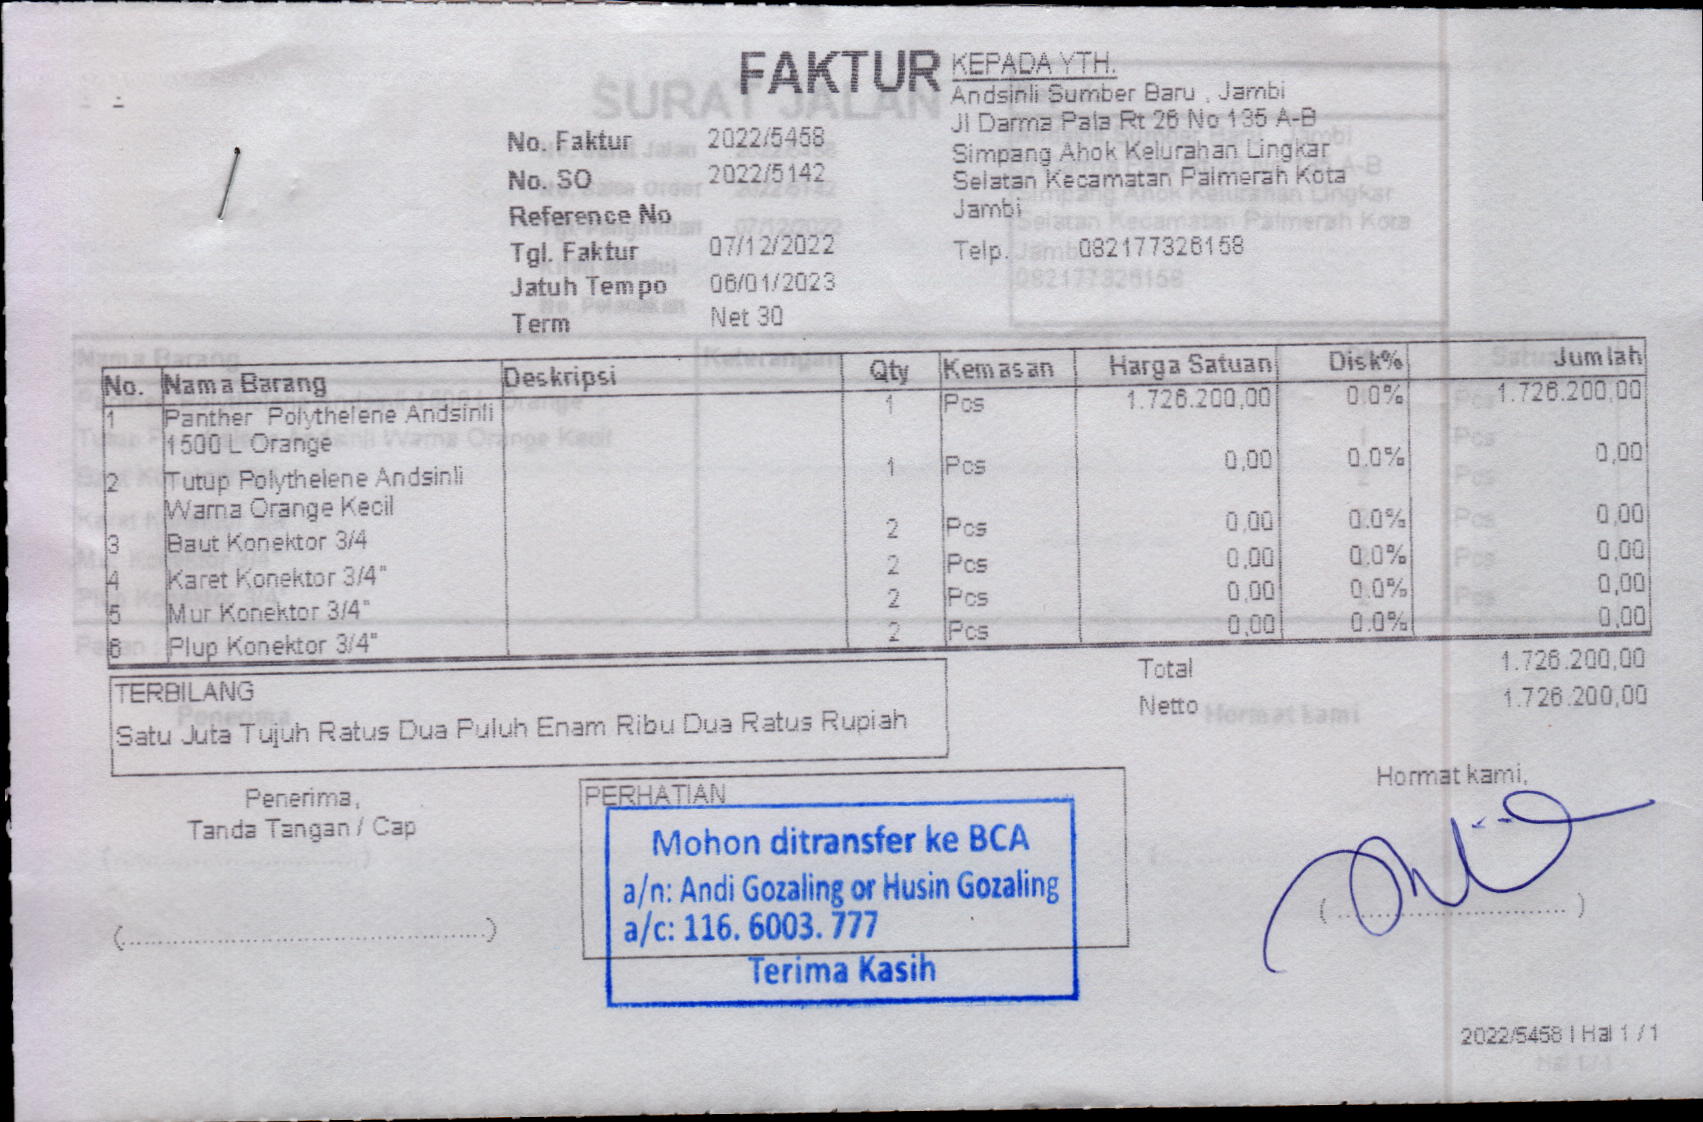 FAKTUR
KEPADA YTH.
Andsinli Sumber Baru , Jambi
Jl Darma Pala Rt 26 No 135 A-B
Simpang Ahok Kelurahan Lingkar
Selatan Kecamatan Palmerah Kota
Jambi
Telp. 082177326158
No. Faktur 2022/5458
No. SO 2022/5142
Reference No
Tgl. Faktur 07/12/2022
Jatuh Tempo 06/01/2023
Term Net 30
No. Nama Barang Deskripsi Qty Kemasan Harga Satuan Disk% Jumlah
1 Panther Polythelene Andsinli 1 Pcs 1.726.200,00 0.0% 1.726.200,00
1500 L Orange
2 Tutup Polythelene Andsinli 1 Pcs 0,00 0.0% 0,00
Warna Orange Kecil
3 Baut Konektor 3/4 2 Pcs 0,00 0.0% 0,00
4 Karet Konektor 3/4" 2 Pcs 0,00 0.0% 0,00
5 Mur Konektor 3/4" 2 Pcs 0,00 0.0% 0,00
6 Plup Konektor 3/4" 2 Pcs 0,00 0.0% 0,00
Total 1.726.200,00
Netto 1.726.200,00
TERBILANG
Satu Juta Tujuh Ratus Dua Puluh Enam Ribu Dua Ratus Rupiah
Penerima,
Tanda Tangan / Cap
(................................................)
PERHATIAN
Mohon ditransfer ke BCA
a/n: Andi Gozaling or Husin Gozaling
a/c: 116. 6003. 777
Terima Kasih
Hormat kami,
( ................................ )
2022/5458 | Hal 1 / 1